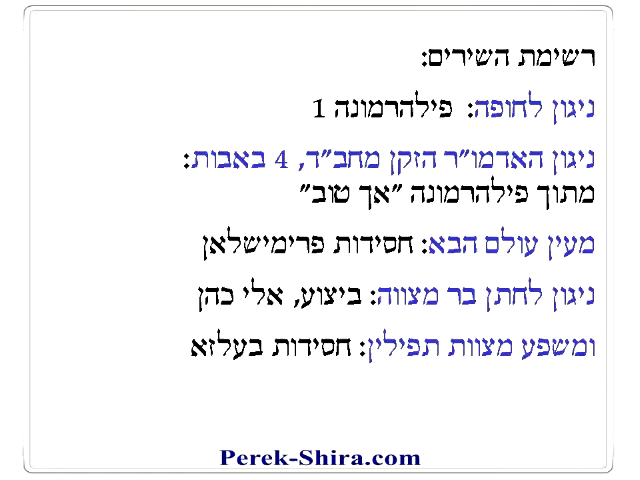 רשימת השירים:
ניגון לחופה: פילהרמונה 1
ניגון האדמו"ר הזקן מחב"ד, 4 באבות:
מתוך פילהרמונה "אך טוב"
מעין עולם הבא: חסידות פרימישלאן
ניגון לחתן בר מצווה: ביצוע, אלי כהן
ומשפע מצוות תפילין: חסידות בעלזא
Perek-Shira.com